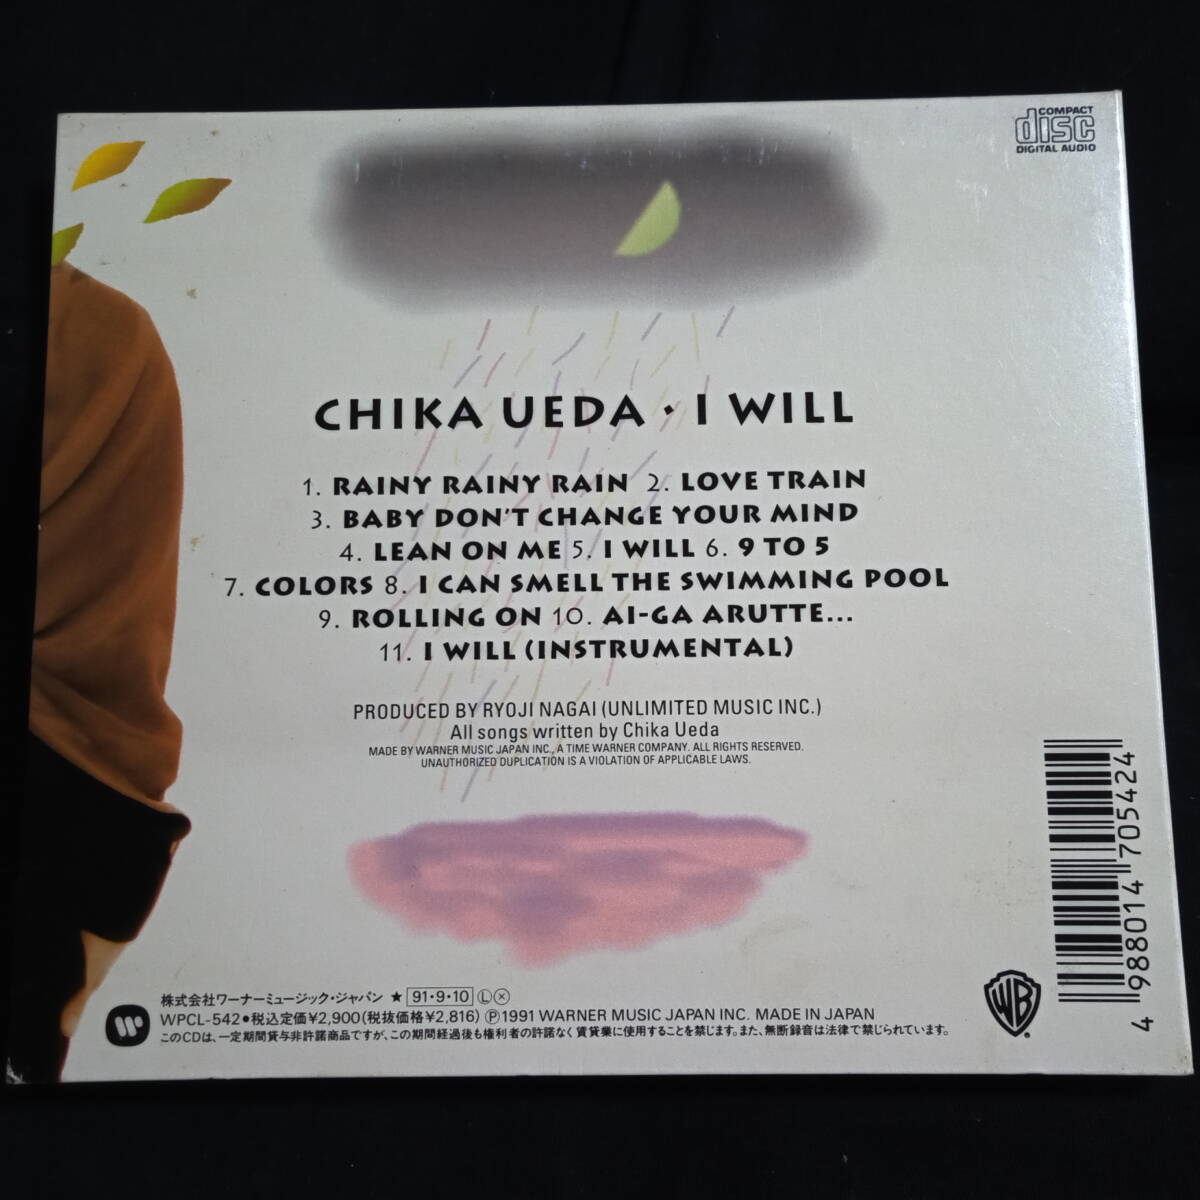 COMPACT
disc
DIGITAL AUDIO
CHIKA UEDA・I WILL
1. RAINY RAINY RAIN 2. LOVE TRAIN
3. BABY DON'T CHANGE YOUR MIND
4. LEAN ON ME 5. I WILL 6. 9 TO 5
7. COLORS 8. I CAN SMELL THE SWIMMING POOL
9. ROLLING ON 10. AI-GA ARUTTE...
11. I WILL (INSTRUMENTAL)
PRODUCED BY RYOJI NAGAI (UNLIMITED MUSIC INC.)
All songs written by Chika Ueda
MADE BY WARNER MUSIC JAPAN INC., A TIME WARNER COMPANY. ALL RIGHTS RESERVED.
UNAUTHORIZED DUPLICATION IS A VIOLATION OF APPLICABLE LAWS.
4 988014 705424
株式会社ワーナーミュージック・ジャパン ★ 91・9・10 Ⓛ ⓧ
WPCL-542●税込定価¥2,900(税抜価格¥2,816) Ⓟ1991 WARNER MUSIC JAPAN INC. MADE IN JAPAN
このCDは、一定期間貸与非許諾商品ですが、この期間経過後も権利者の許諾なく賃貸業に使用することを禁じます。また、無断録音は法律で禁じられています。
WB